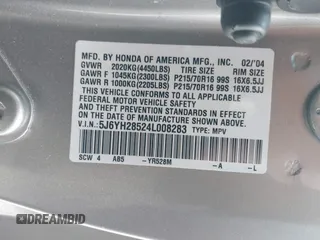 MFD. BY HONDA OF AMERICA MFG., INC. 02/'04
GVWR 2020KG(4450LBS) TIRE SIZE RIM SIZE
GAWR F 1045KG(2300LBS) P215/70R16 99S 16X6.5JJ
GAWR R 1000KG(2205LBS) P215/70R16 99S 16X6.5JJ
THIS VEHICLE CONFORMS TO ALL APPLICABLE
FEDERAL MOTOR VEHICLE SAFETY
AND THEFT PREVENTION STANDARDS IN EFFECT
ON THE DATE OF MANUFACTURE SHOWN ABOVE.
V.I.N.: 5J6YH28524L008283 TYPE: MPV
SCW 4 AB5 -YR528M -A -L
© AUTOBIDMASTER